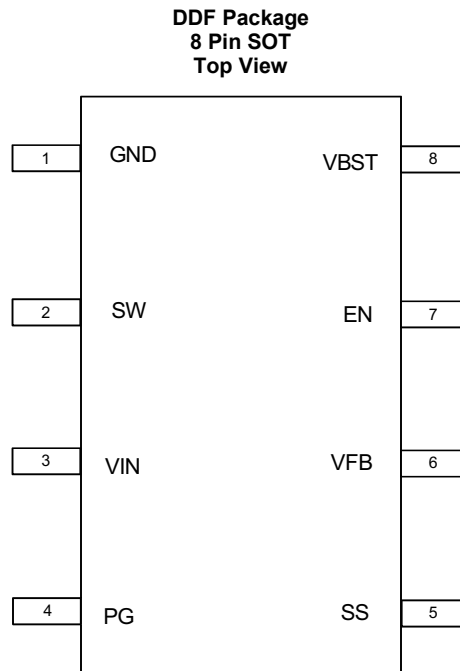 DDF Package
8 Pin SOT
Top View
1 GND VBST 8
2 SW EN 7
3 VIN VFB 6
4 PG SS 5